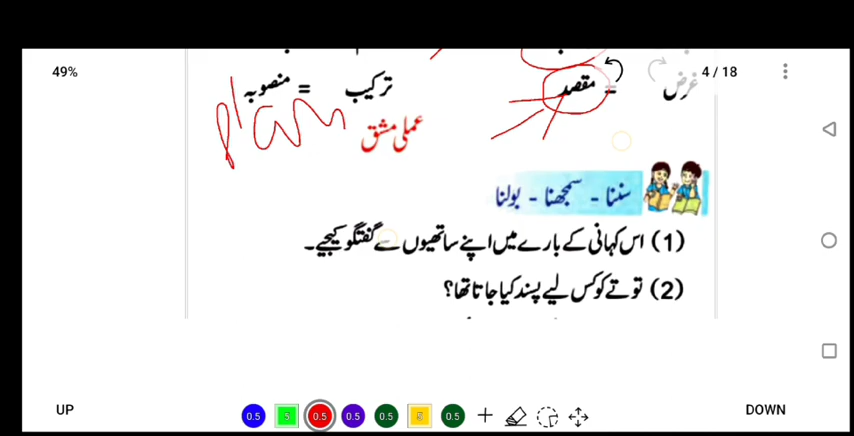 49%
4 / 18
غرض = مقصد
ترکیب = منصوبہ
plan
عملی مشق
سننا - سمجھنا - بولنا
(1) اس کہانی کے بارے میں اپنے ساتھیوں سے گفتگو کیجیے۔
(2) توتے کو کس لیے پسند کیا جاتا تھا؟
UP
0.5 5 0.5 0.5 0.5 5 0.5
DOWN